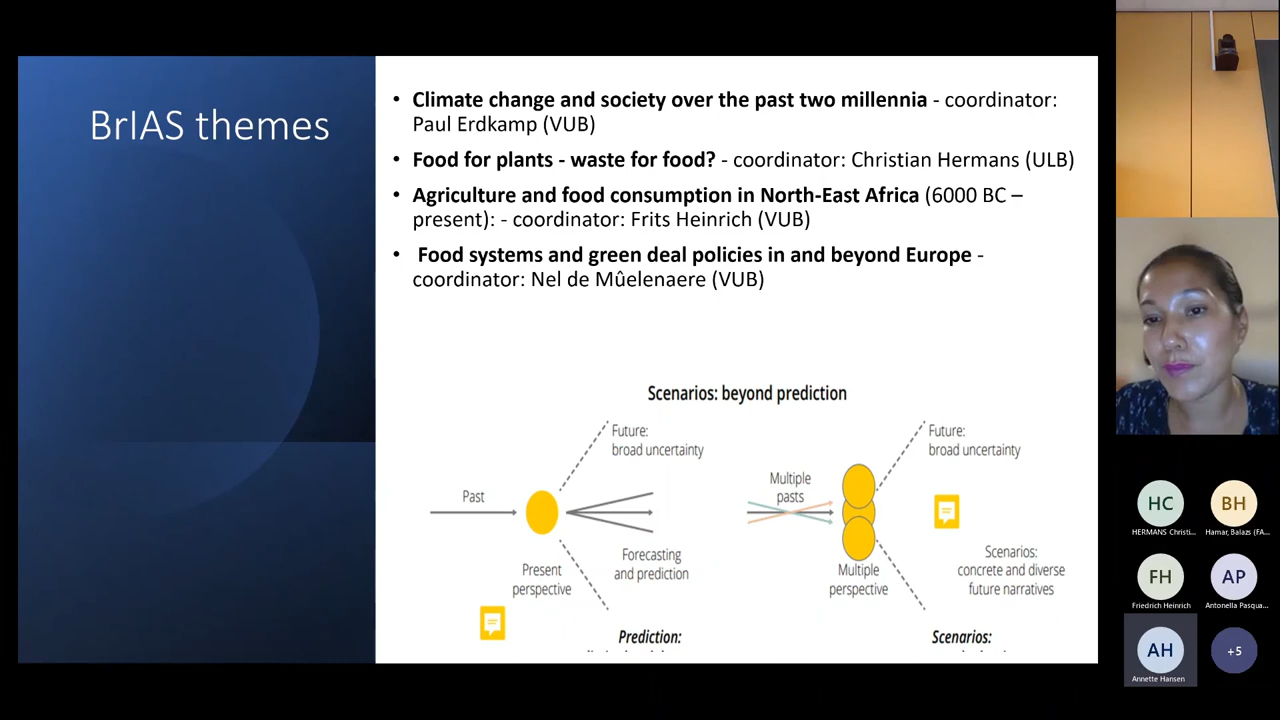 BrIAS themes
• Climate change and society over the past two millennia - coordinator:
Paul Erdkamp (VUB)
• Food for plants - waste for food? - coordinator: Christian Hermans (ULB)
• Agriculture and food consumption in North-East Africa (6000 BC –
present): - coordinator: Frits Heinrich (VUB)
• Food systems and green deal policies in and beyond Europe -
coordinator: Nel de Mûelenaere (VUB)
Scenarios: beyond prediction
Future:
broad uncertainty
Past
Forecasting
and prediction
Present
perspective
Prediction:
Future:
broad uncertainty
Multiple
pasts
Scenarios:
concrete and diverse
future narratives
Multiple
perspective
Scenarios:
HC
HERMANS Christi...
BH
Hamar, Balazs (FA...
FH
Friedrich Heinrich
AP
Antonella Pasqua...
AH
Annette Hansen
+5